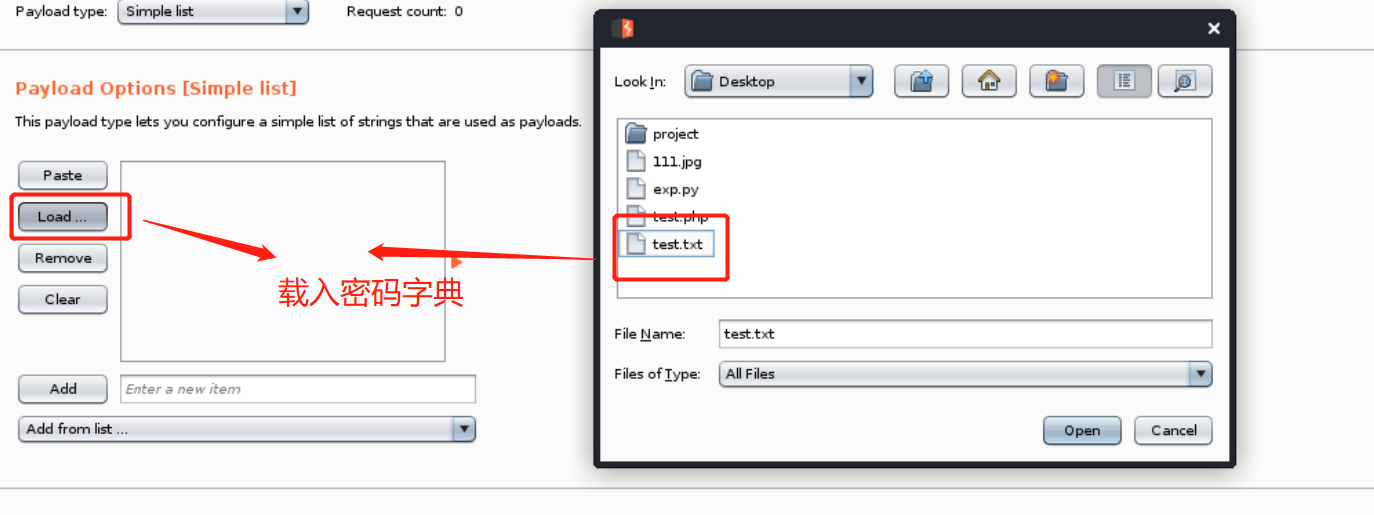 Payload type: Simple list Request count: 0
Payload Options [Simple list]
This payload type lets you configure a simple list of strings that are used as payloads.
Paste
Load ...
Remove
Clear
载入密码字典
Add Enter a new item
Add from list ...
Look In: Desktop
project
111.jpg
exp.py
test.php
test.txt
File Name: test.txt
Files of Type: All Files
Open Cancel